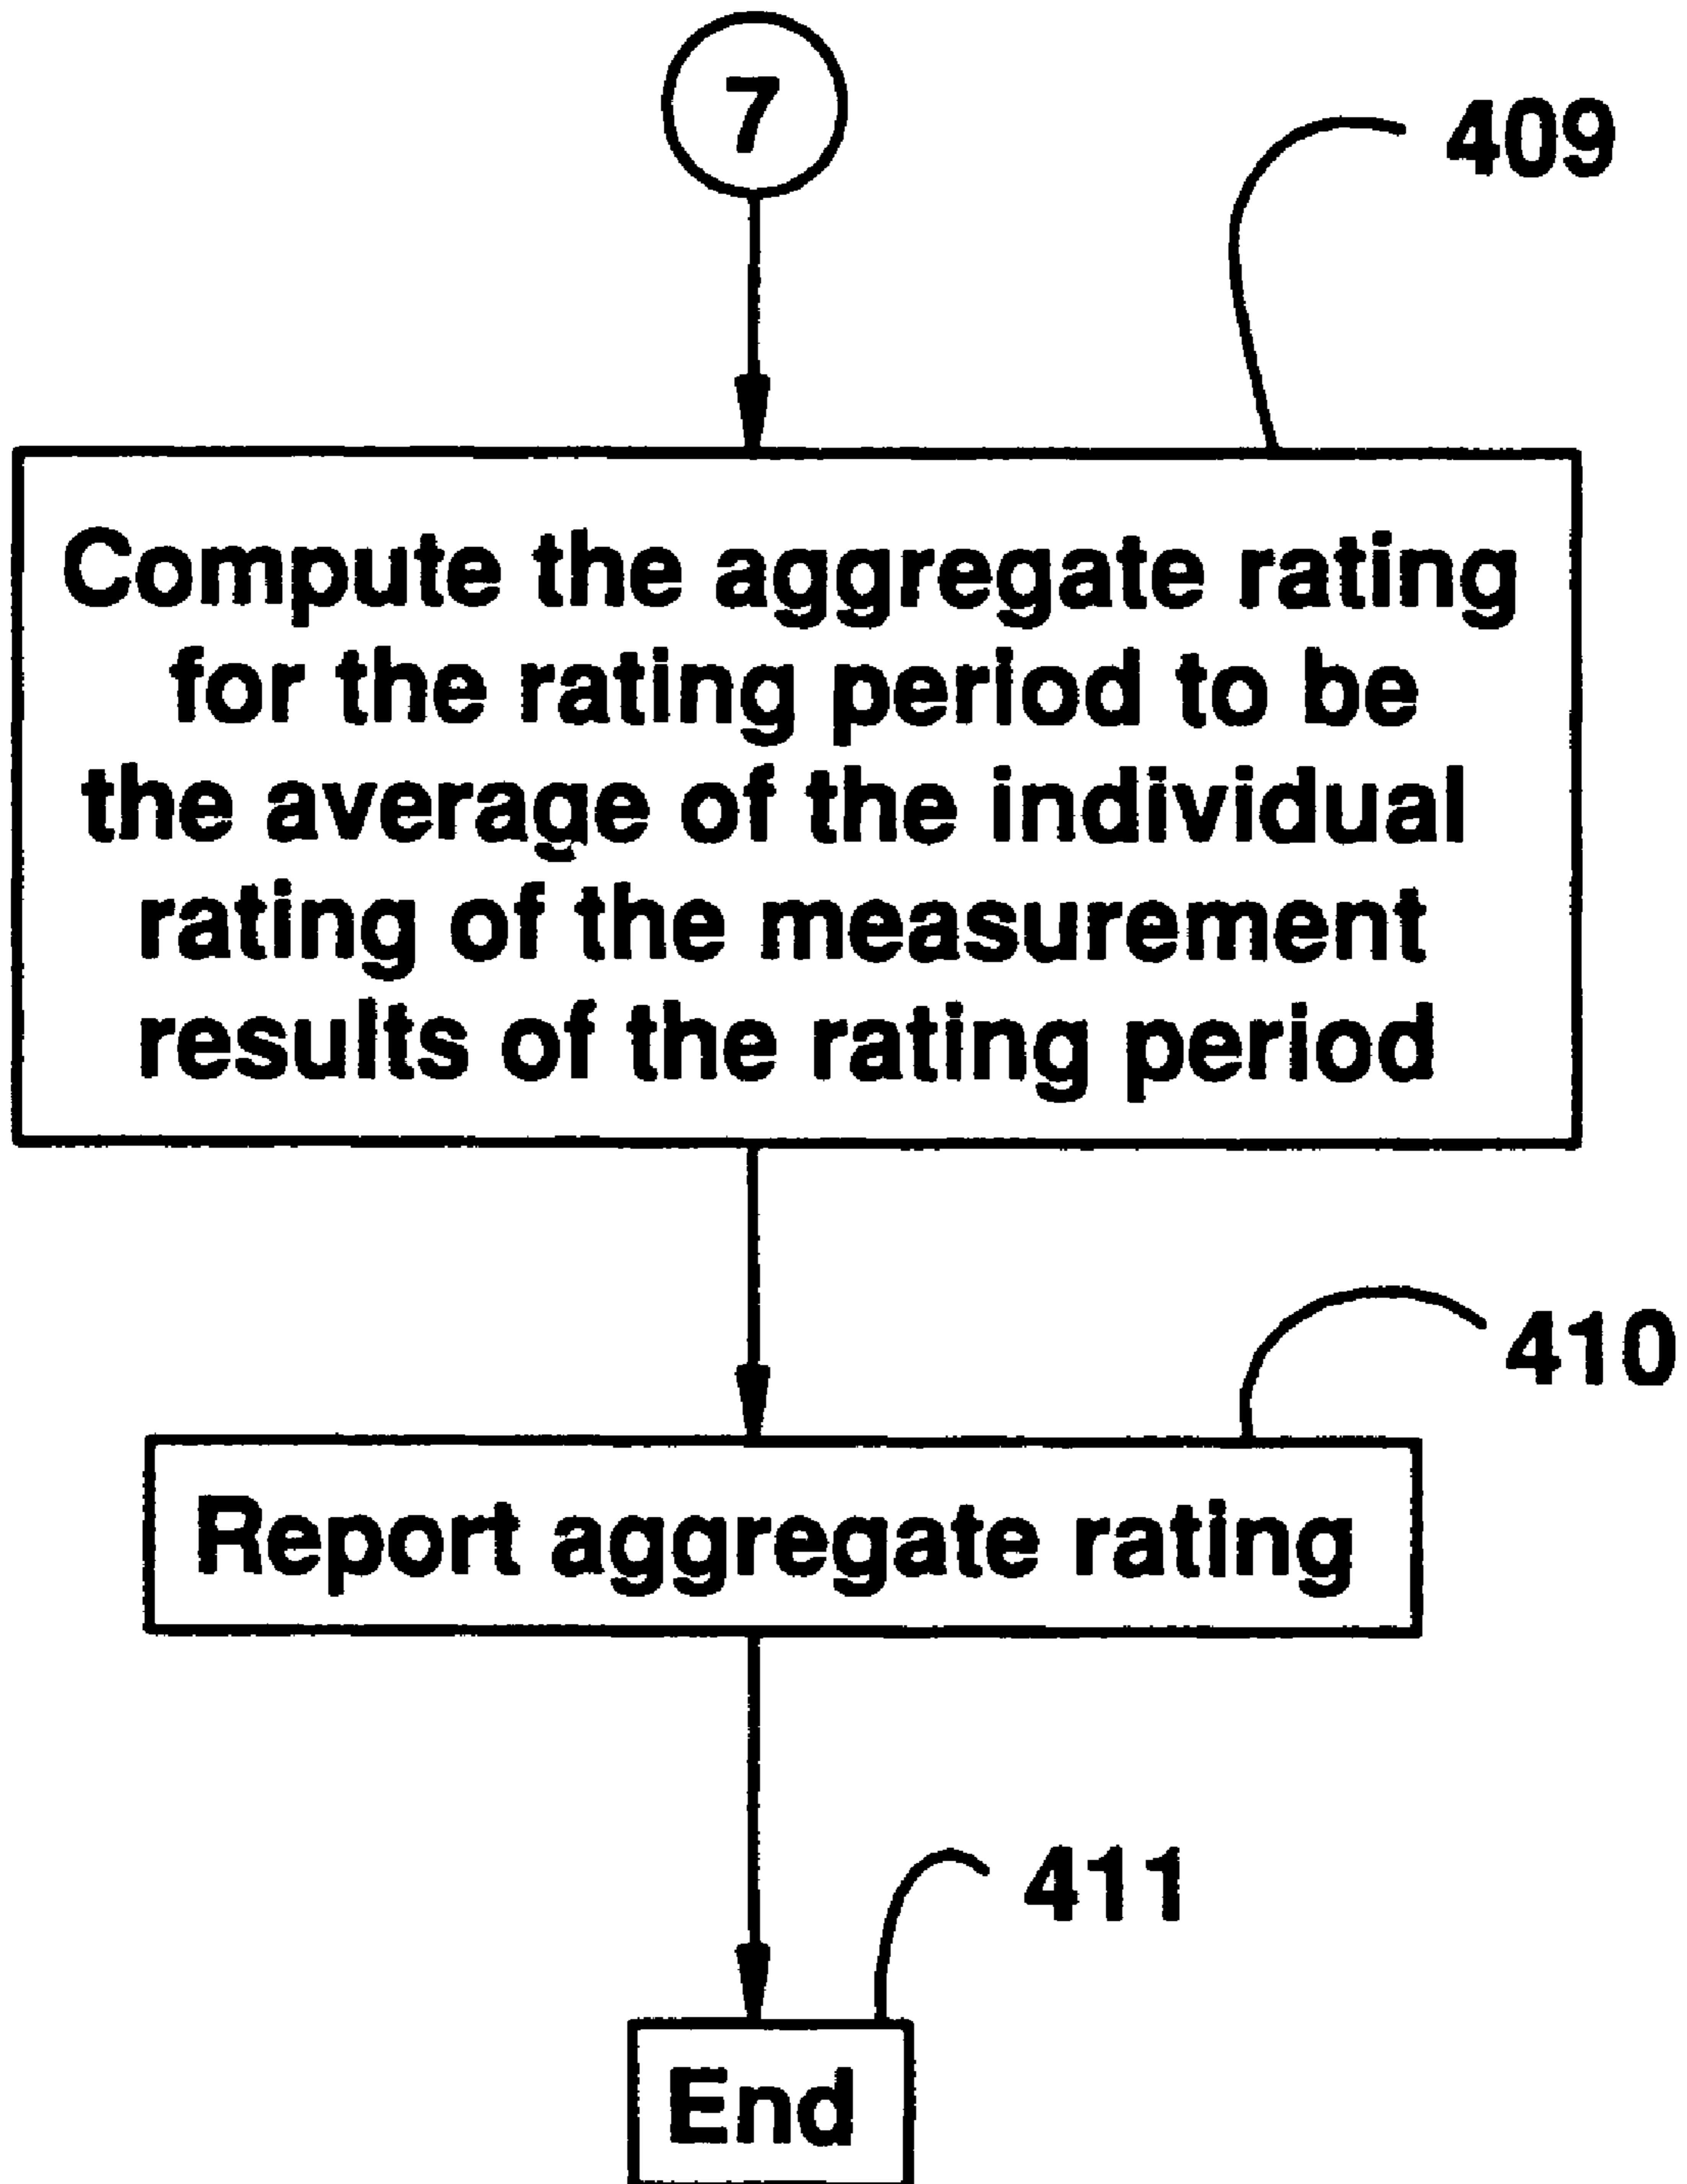 7
409
Compute the aggregate rating
for the rating period to be
the average of the individual
rating of the measurement
results of the rating period
410
Report aggregate rating
411
End